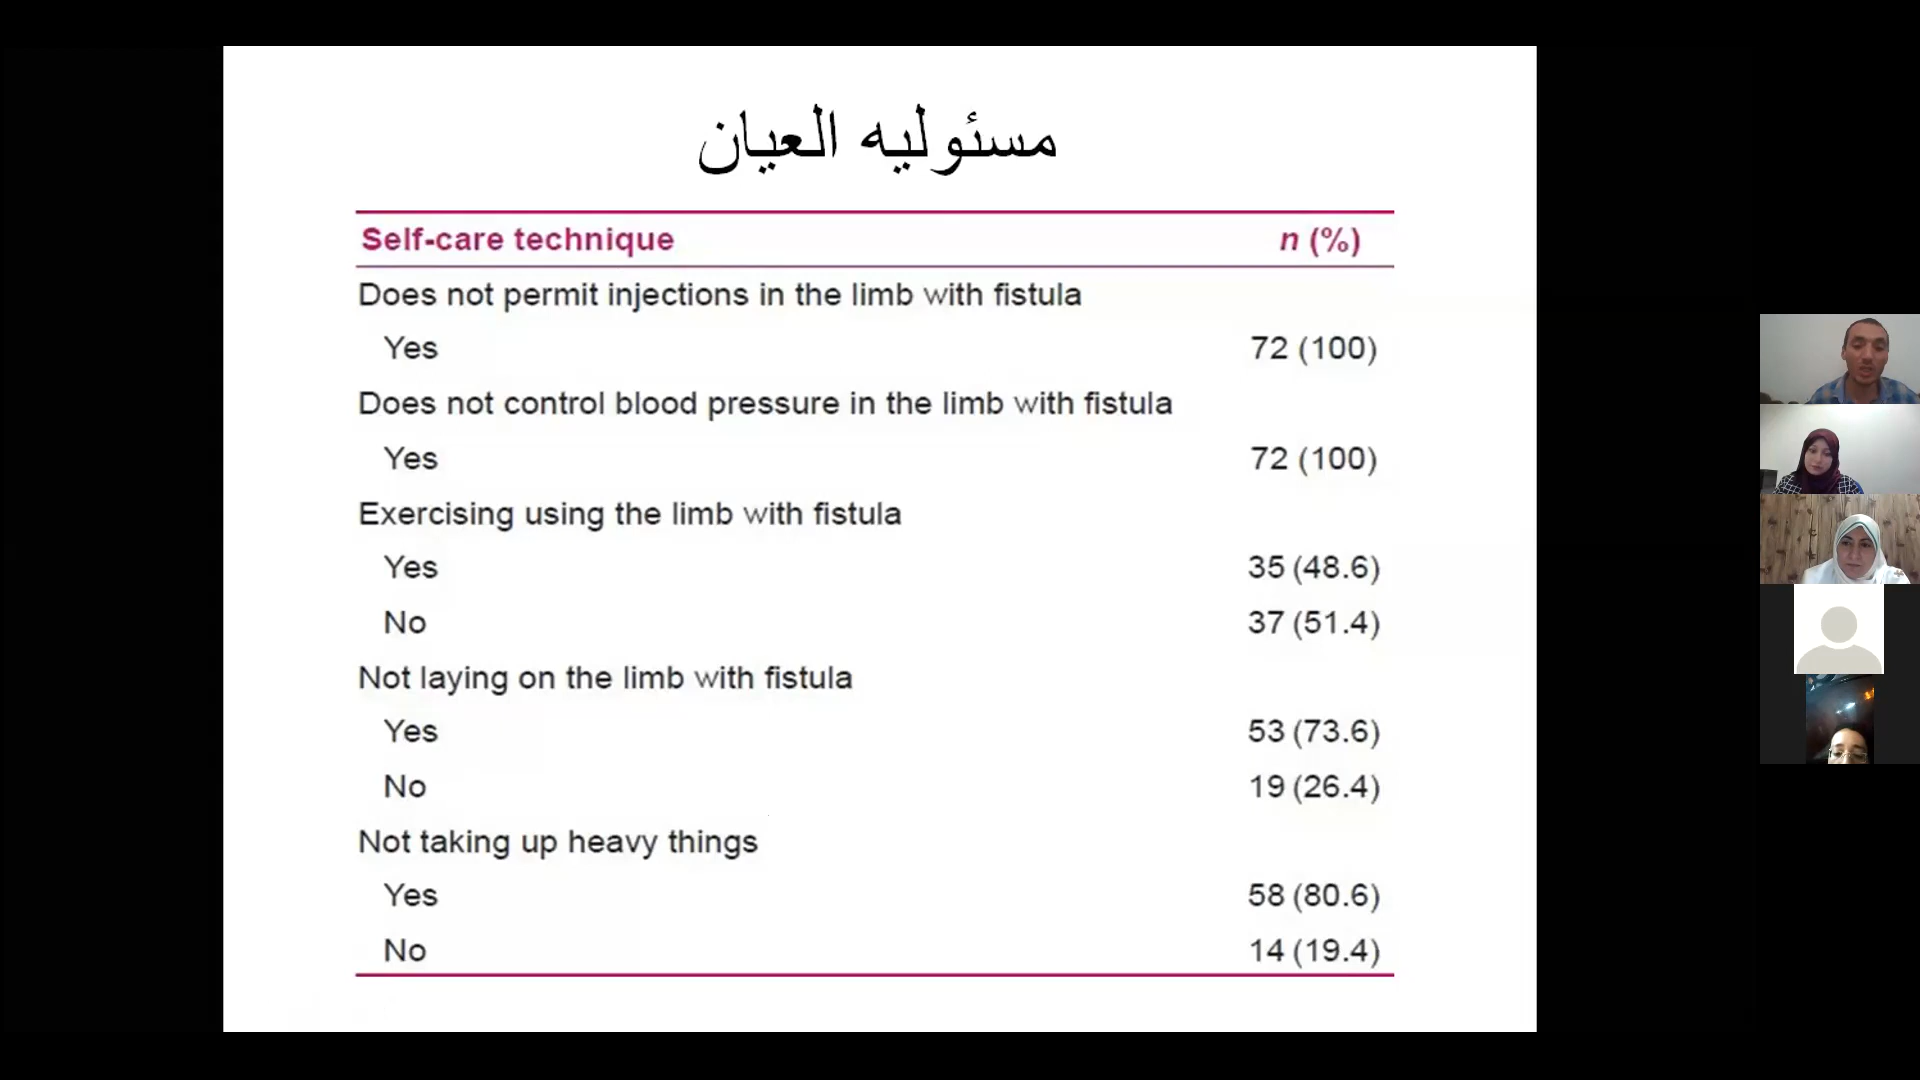 مسئوليه العيان
Self-care technique n (%)
Does not permit injections in the limb with fistula
Yes 72 (100)
Does not control blood pressure in the limb with fistula
Yes 72 (100)
Exercising using the limb with fistula
Yes 35 (48.6)
No 37 (51.4)
Not laying on the limb with fistula
Yes 53 (73.6)
No 19 (26.4)
Not taking up heavy things
Yes 58 (80.6)
No 14 (19.4)